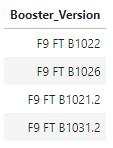 Booster_Version
F9 FT B1022
F9 FT B1026
F9 FT B1021.2
F9 FT B1031.2